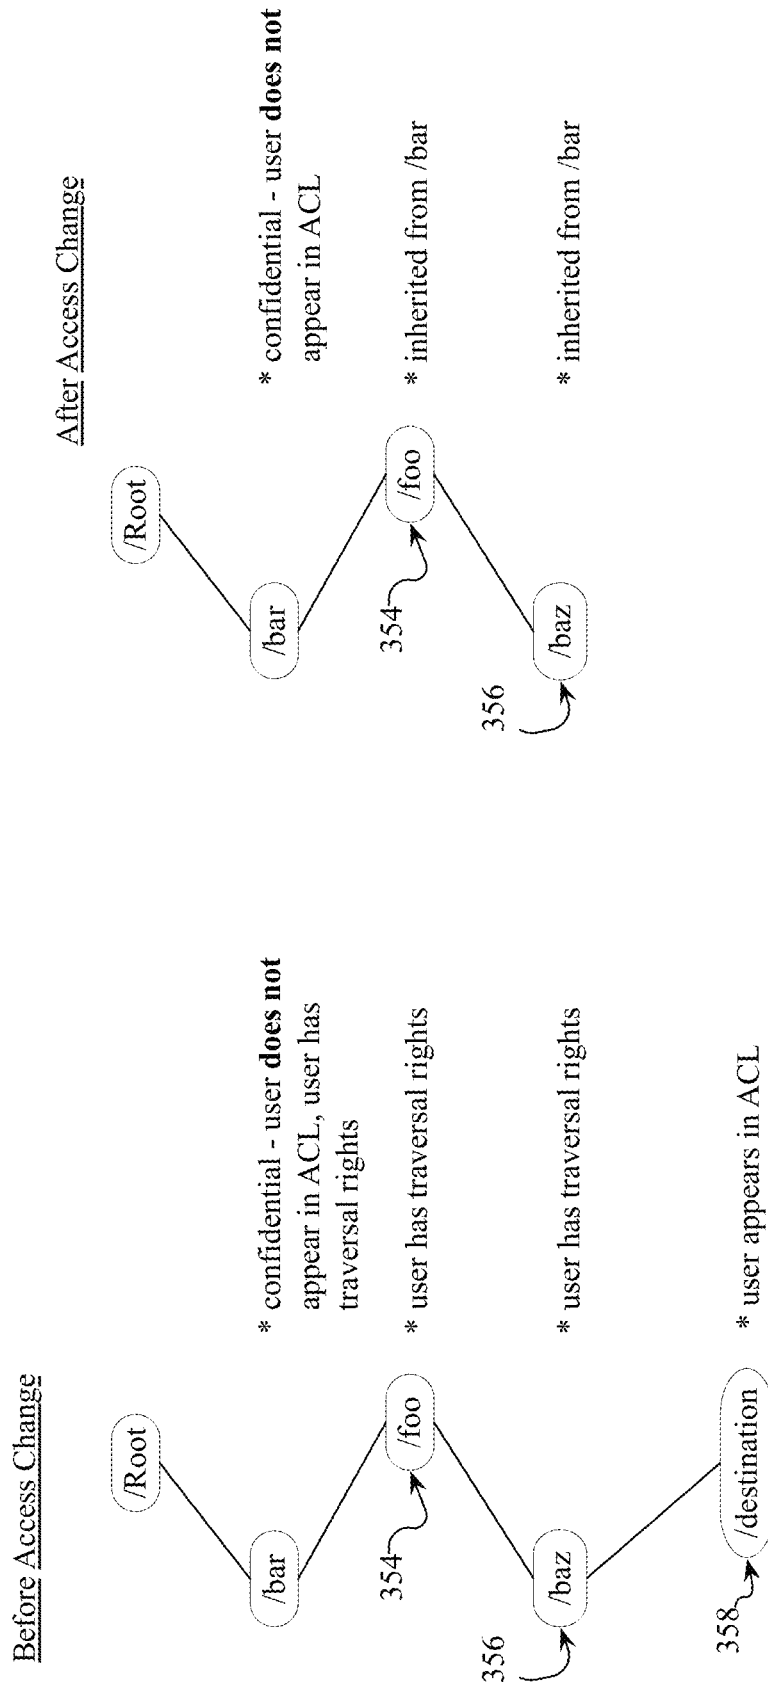 Before Access Change
/Root
/bar
* confidential - user does not
appear in ACL, user has
traversal rights
/foo
354
* user has traversal rights
/baz
356
* user has traversal rights
/destination
358
* user appears in ACL
After Access Change
/Root
/bar
* confidential - user does not
appear in ACL
/foo
354
* inherited from /bar
/baz
356
* inherited from /bar